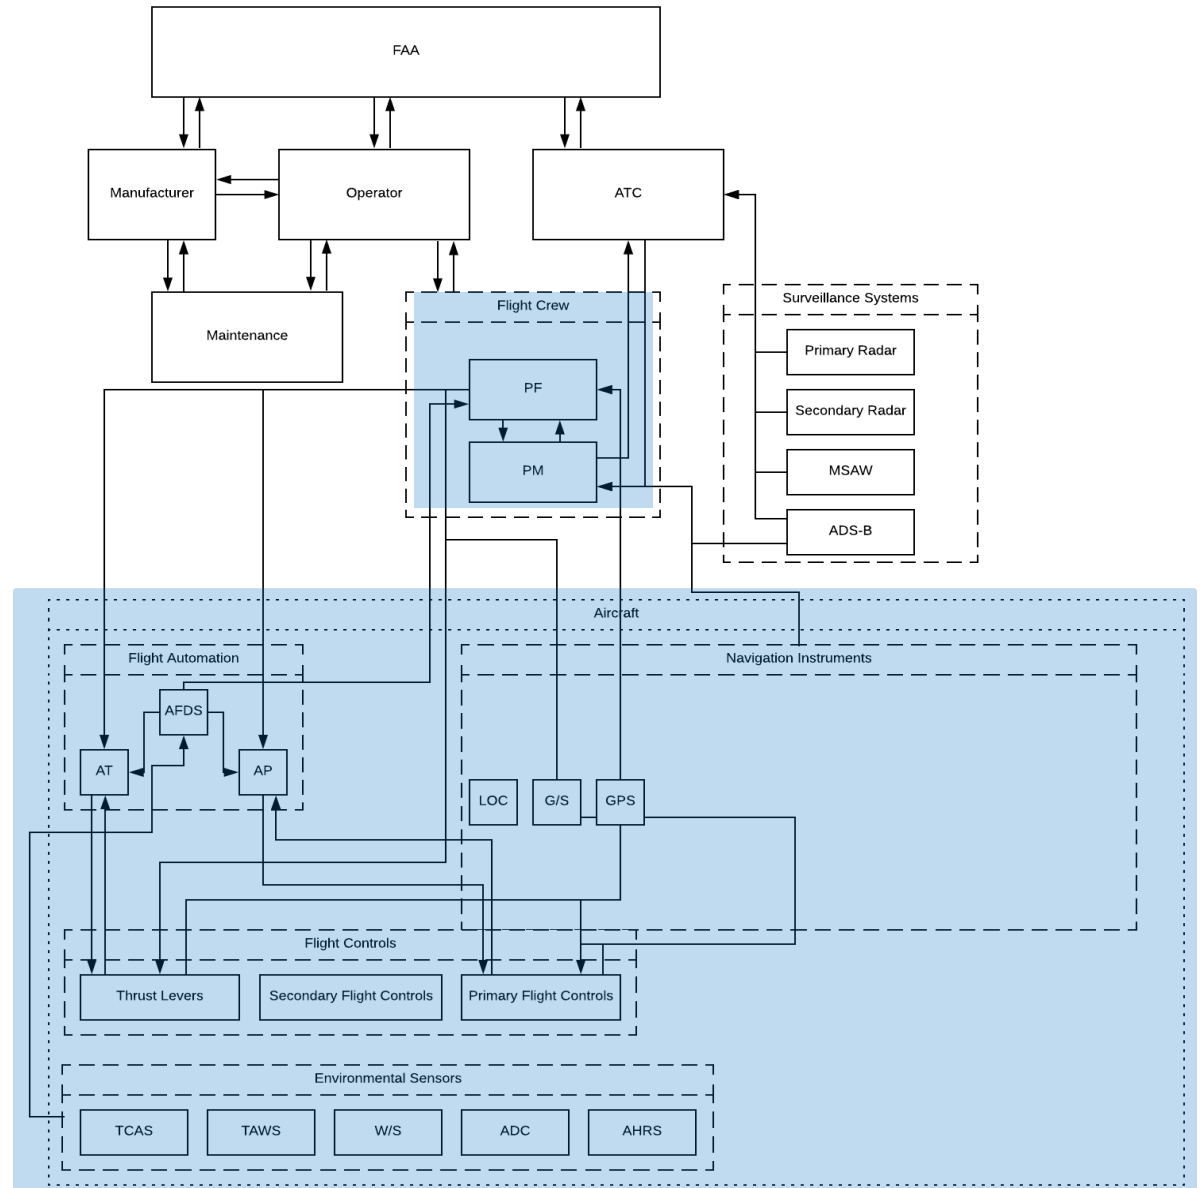 FAA
Manufacturer
Operator
ATC
Maintenance
Flight Crew
PF
PM
Surveillance Systems
Primary Radar
Secondary Radar
MSAW
ADS-B
Aircraft
Flight Automation
AFDS
AT
AP
Navigation Instruments
LOC
G/S
GPS
Flight Controls
Thrust Levers
Secondary Flight Controls
Primary Flight Controls
Environmental Sensors
TCAS
TAWS
W/S
ADC
AHRS